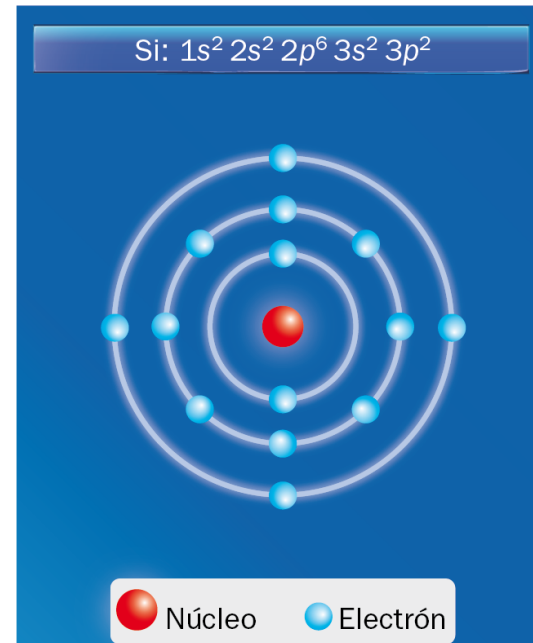 Si: 1s² 2s² 2p⁶ 3s² 3p²
Núcleo Electrón